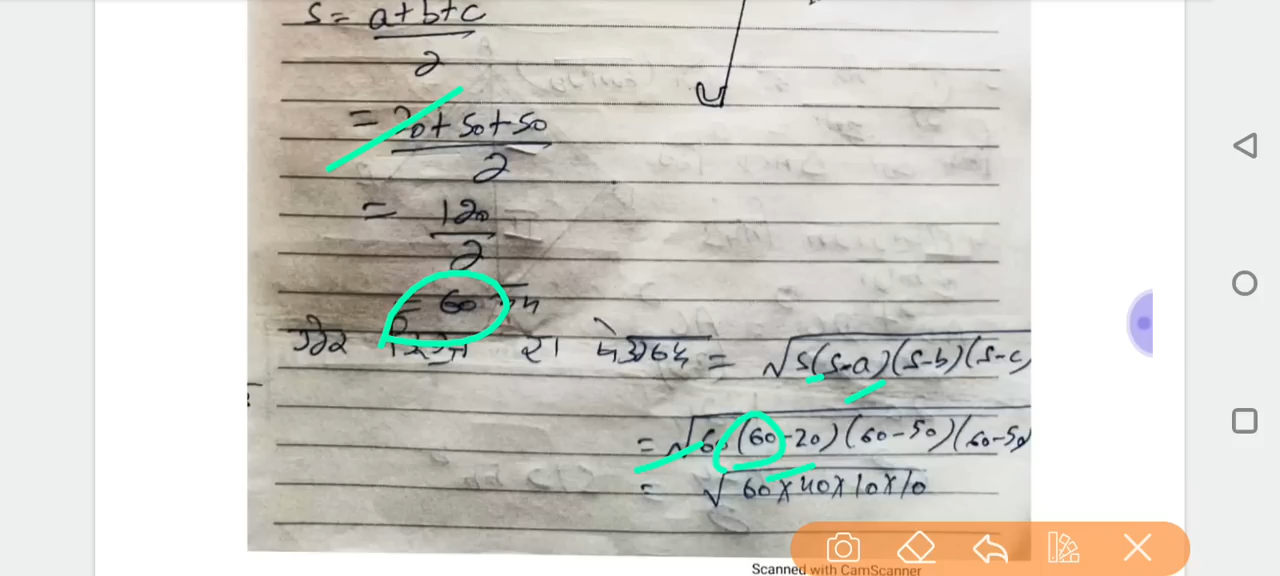 S = a+b+c
2
= 20+50+50
2
= 120
2
= 60
= √s(s-a)(s-b)(s-c)
= √60(60-20)(60-50)(60-50)
= √60×40×10×10
Scanned with CamScanner